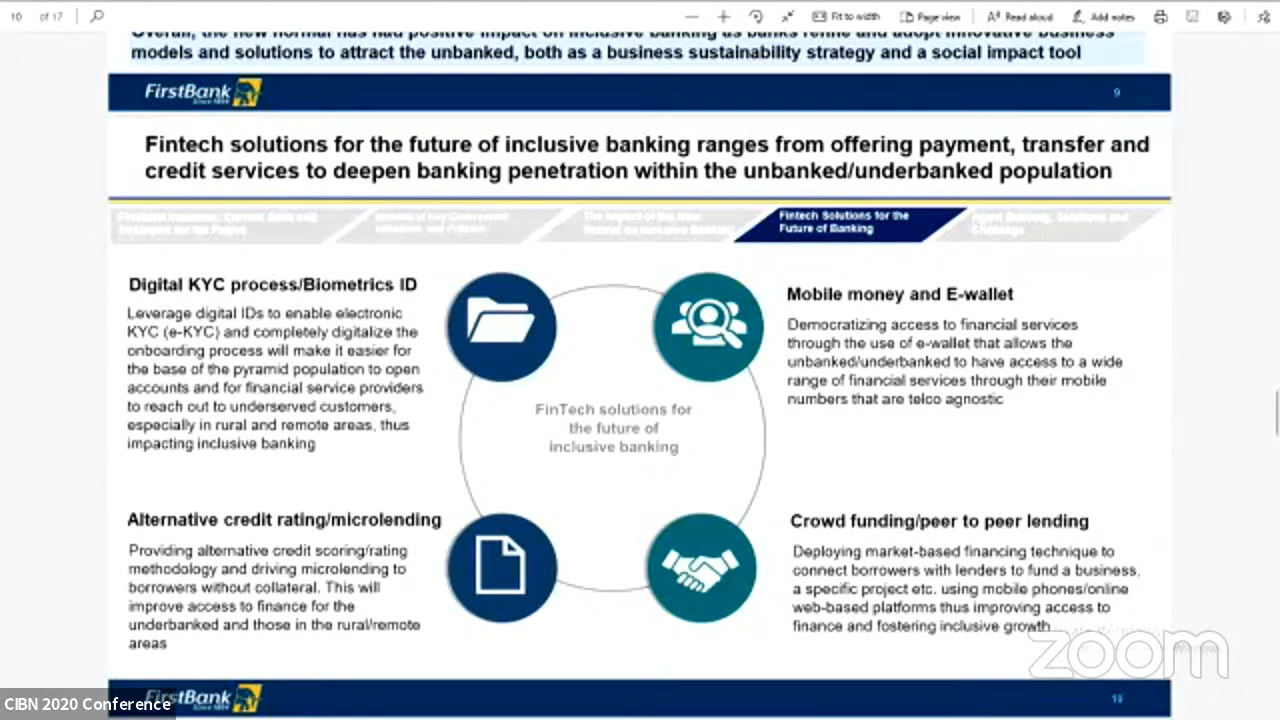 10 of 17
Fit to width
Page view
Read aloud
Add notes
Overall, the new normal has had positive impact on inclusive banking as banks refine and adopt innovative business
models and solutions to attract the unbanked, both as a business sustainability strategy and a social impact tool
FirstBank
Since 1894
9
Fintech solutions for the future of inclusive banking ranges from offering payment, transfer and
credit services to deepen banking penetration within the unbanked/underbanked population
Fintech Solutions for the
Future of Banking
Digital KYC process/Biometrics ID
Leverage digital IDs to enable electronic
KYC (e-KYC) and completely digitalize the
onboarding process will make it easier for
the base of the pyramid population to open
accounts and for financial service providers
to reach out to underserved customers,
especially in rural and remote areas, thus
impacting inclusive banking
Mobile money and E-wallet
Democratizing access to financial services
through the use of e-wallet that allows the
unbanked/underbanked to have access to a wide
range of financial services through their mobile
numbers that are telco agnostic
FinTech solutions for
the future of
inclusive banking
Alternative credit rating/microlending
Providing alternative credit scoring/rating
methodology and driving microlending to
borrowers without collateral. This will
improve access to finance for the
underbanked and those in the rural/remote
areas
Crowd funding/peer to peer lending
Deploying market-based financing technique to
connect borrowers with lenders to fund a business,
a specific project etc. using mobile phones/online
web-based platforms thus improving access to
finance and fostering inclusive growth
zoom
FirstBank
10
CIBN 2020 Conference